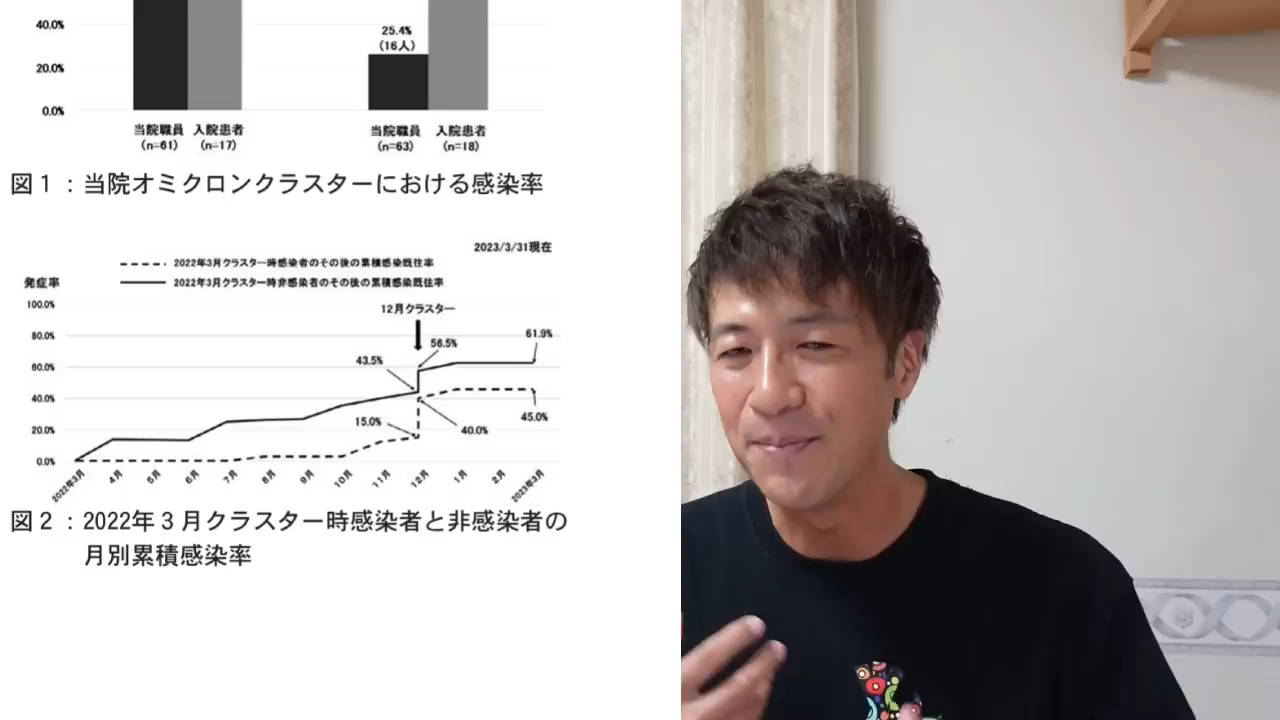 40.0%
25.4%
(16人)
20.0%
0.0%
当院職員 入院患者 当院職員 入院患者
(n=61) (n=17) (n=63) (n=18)
図1：当院オミクロンクラスターにおける感染率
2023/3/31現在
2022年3月クラスター時感染者のその後の累積感染既往率
発症率
2022年3月クラスター時非感染者のその後の累積感染既往率
100.0%
12月クラスター
80.0%
61.9%
56.5%
43.5%
60.0%
40.0%
45.0%
15.0%
40.0%
20.0%
0.0%
2022年3月 4月 5月 6月 7月 8月 9月 10月 11月 12月 1月 2月 2023年3月
図2：2022年3月クラスター時感染者と非感染者の
月別累積感染率